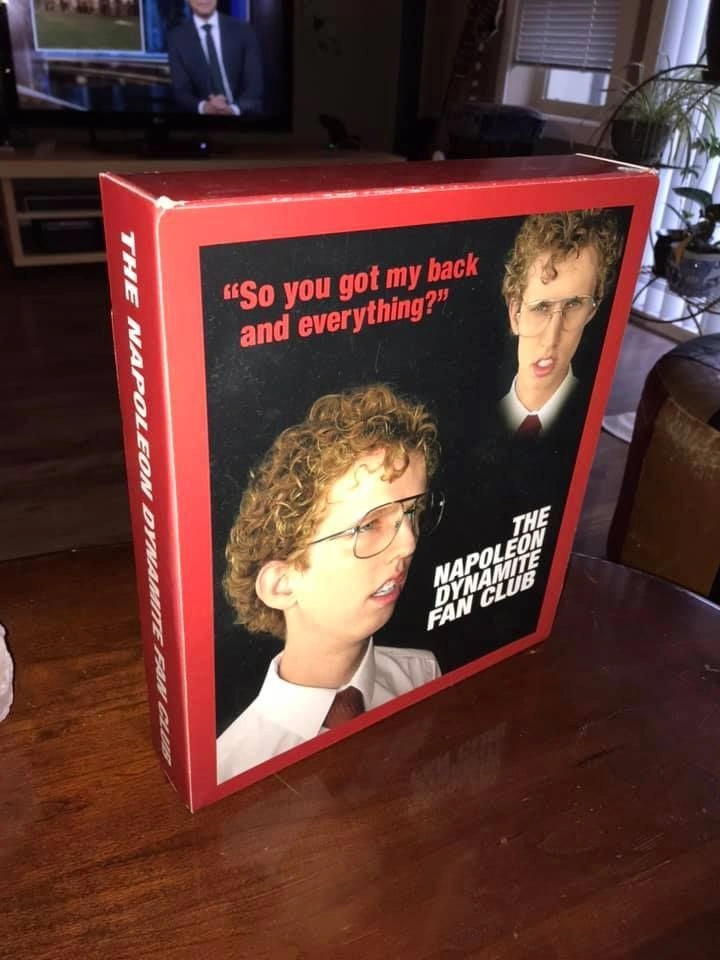 “So you got my back
and everything?”
THE
NAPOLEON
DYNAMITE
FAN CLUB
THE NAPOLEON DYNAMITE FAN CLUB